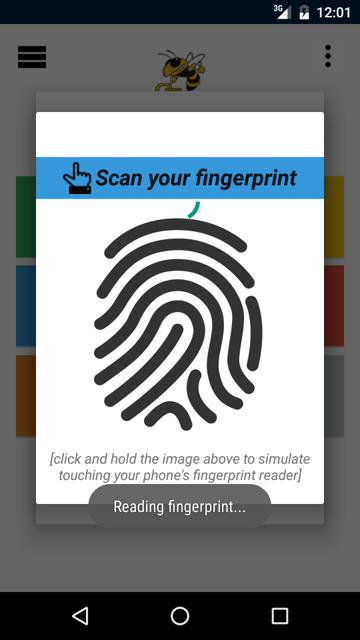 3G
12:01
Scan your fingerprint
[click and hold the image above to simulate
touching your phone's fingerprint reader]
Reading fingerprint...